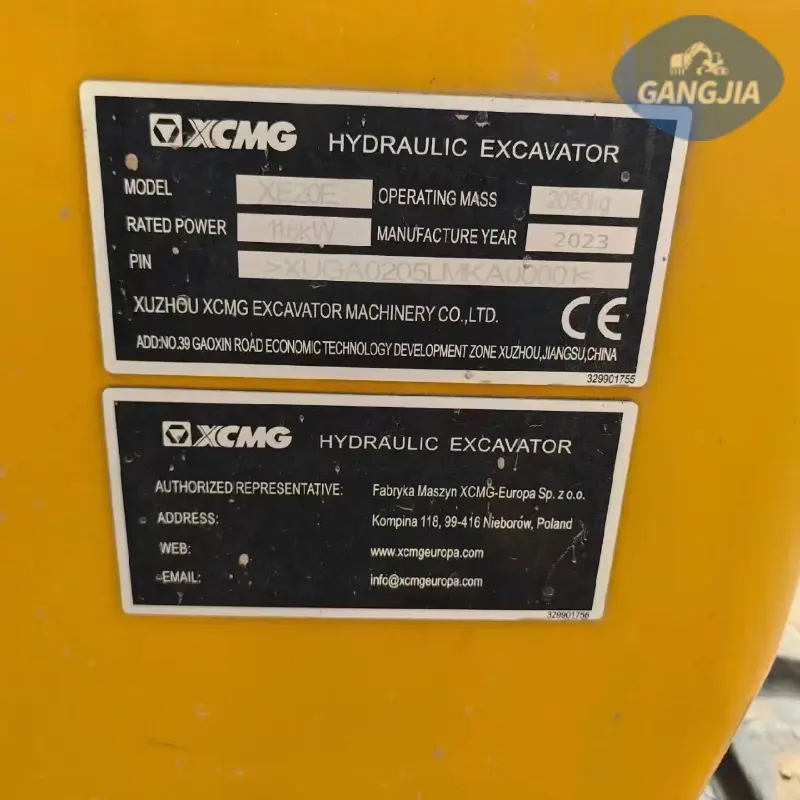 GANGJIA
XCMG HYDRAULIC EXCAVATOR
MODEL XE20E OPERATING MASS 2050kg
RATED POWER 11.6kW MANUFACTURE YEAR 2023
PIN >XUGA0205LMKA00001<
XUZHOU XCMG EXCAVATOR MACHINERY CO.,LTD. CE
ADD:NO.39 GAOXIN ROAD ECONOMIC TECHNOLOGY DEVELOPMENT ZONE XUZHOU,JIANGSU,CHINA
329901755
XCMG HYDRAULIC EXCAVATOR
AUTHORIZED REPRESENTATIVE: Fabryka Maszyn XCMG-Europa Sp. z o.o.
ADDRESS: Kompina 118, 99-416 Nieborów, Poland
WEB: www.xcmgeuropa.com
EMAIL: info@xcmgeuropa.com
329901756